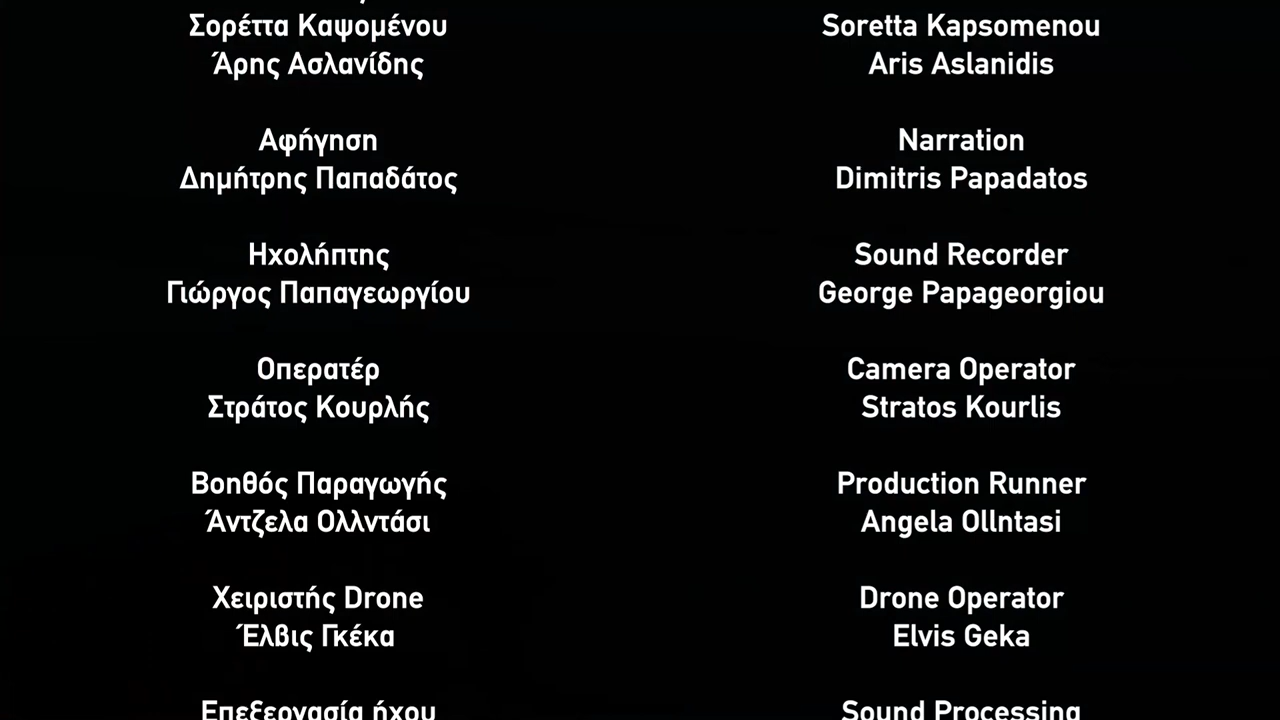 Σορέττα Καψομένου
Άρης Ασλανίδης
Αφήγηση
Δημήτρης Παπαδάτος
Ηχολήπτης
Γιώργος Παπαγεωργίου
Οπερατέρ
Στράτος Κουρλής
Βοηθός Παραγωγής
Άντζελα Ολλντάσι
Χειριστής Drone
Έλβις Γκέκα
Επεξεργασία ήχου
Soretta Kapsomenou
Aris Aslanidis
Narration
Dimitris Papadatos
Sound Recorder
George Papageorgiou
Camera Operator
Stratos Kourlis
Production Runner
Angela Ollntasi
Drone Operator
Elvis Geka
Sound Processing